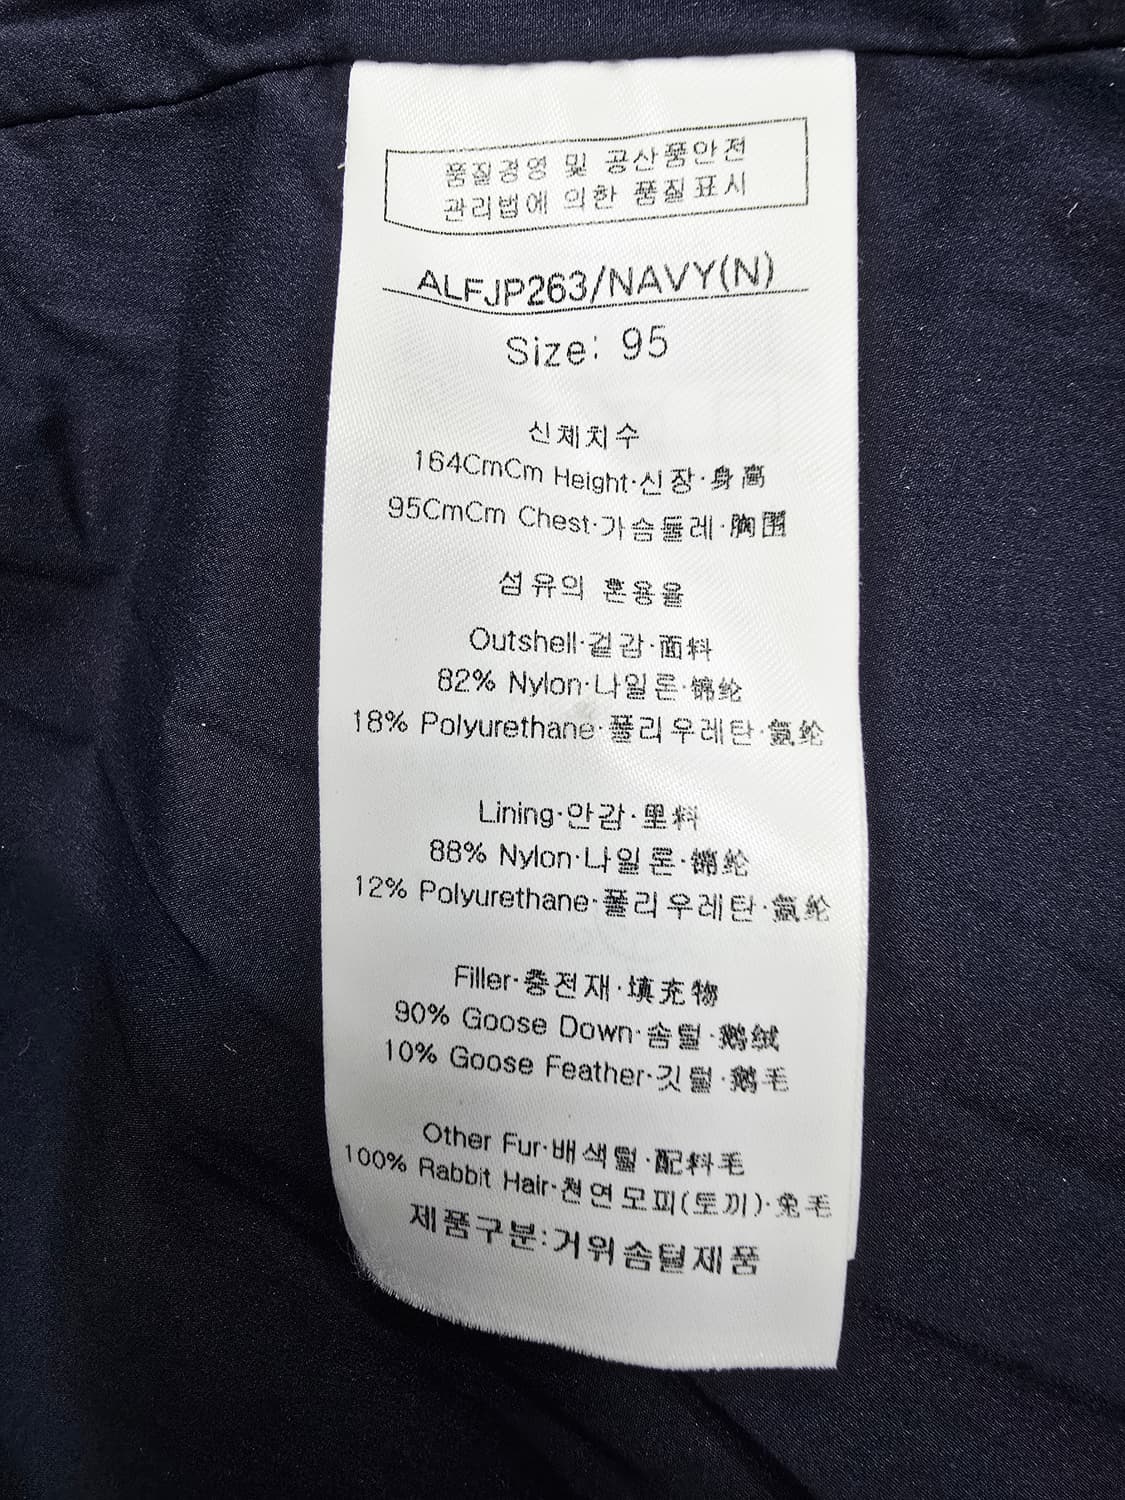 품질경영 및 공산품안전
관리법에 의한 품질표시
ALFJP263/NAVY(N)
Size: 95
신체치수
164CmCm Height·신장·身高
95CmCm Chest·가슴둘레·胸围
섬유의 혼용율
Outshell·겉감·面料
82% Nylon·나일론·锦纶
18% Polyurethane·폴리우레탄·氨纶
Lining·안감·里料
88% Nylon·나일론·锦纶
12% Polyurethane·폴리우레탄·氨纶
Filler·충전재·填充物
90% Goose Down·솜털·鹅绒
10% Goose Feather·깃털·鹅毛
Other Fur·배색털·配料毛
100% Rabbit Hair·천연모피(토끼)·兔毛
제품구분:거위솜털제품